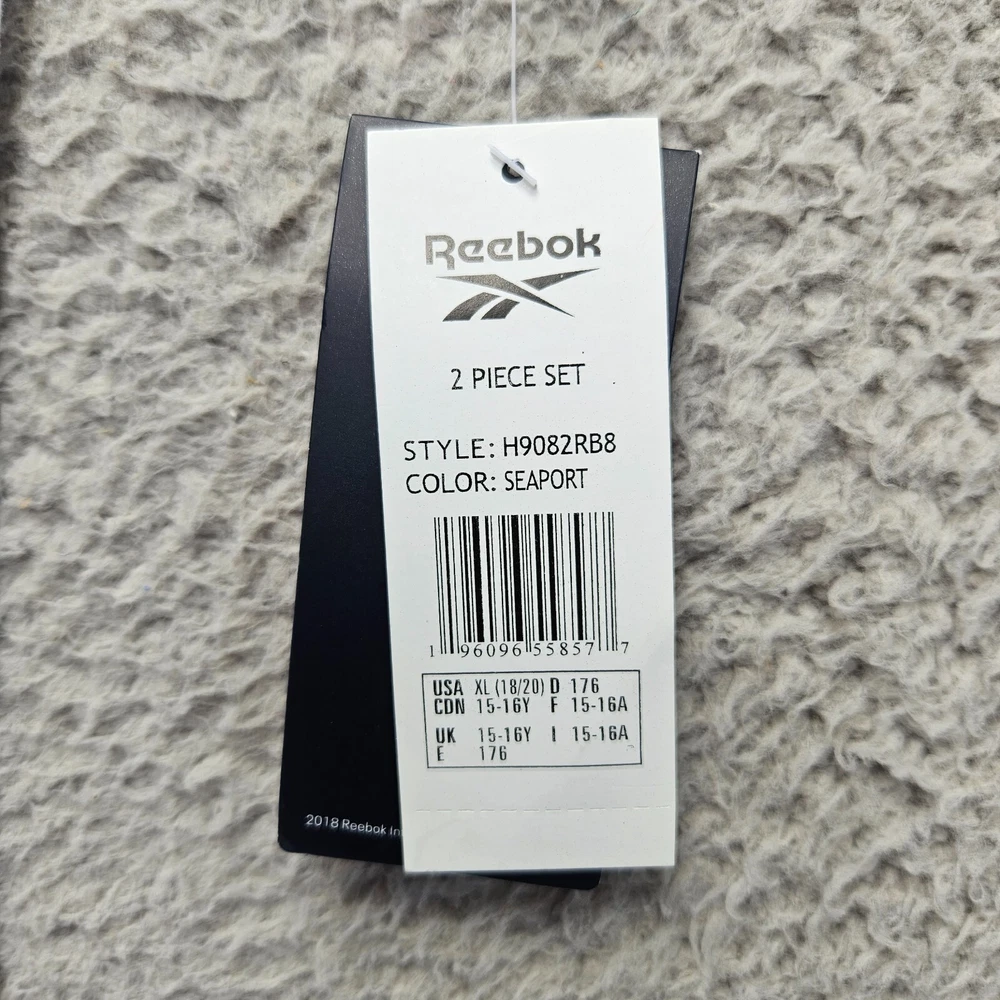 Reebok
2 PIECE SET
STYLE: H9082RB8
COLOR: SEAPORT
1 96096 55857 7
USA XL (18/20) D 176
CDN 15-16Y F 15-16A
UK 15-16Y I 15-16A
E 176
2018 Reebok In